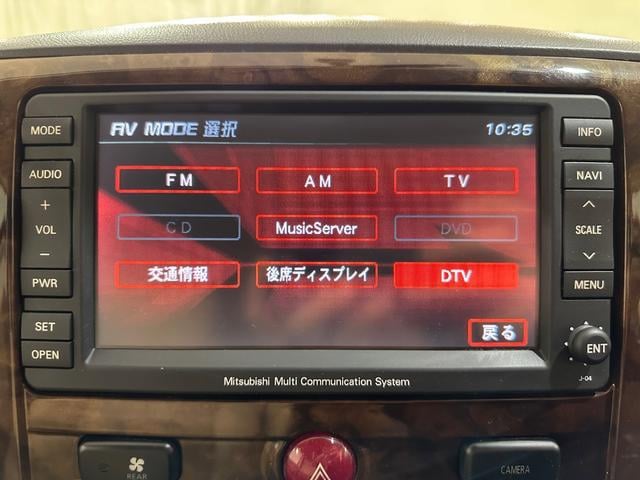 MODE
AUDIO
+
VOL
−
PWR
SET
OPEN
AV MODE 選択
10:35
FM
AM
TV
CD
MusicServer
DVD
交通情報
後席ディスプレイ
DTV
戻る
INFO
NAVI
SCALE
MENU
ENT
J-04
Mitsubishi Multi Communication System
REAR
CAMERA